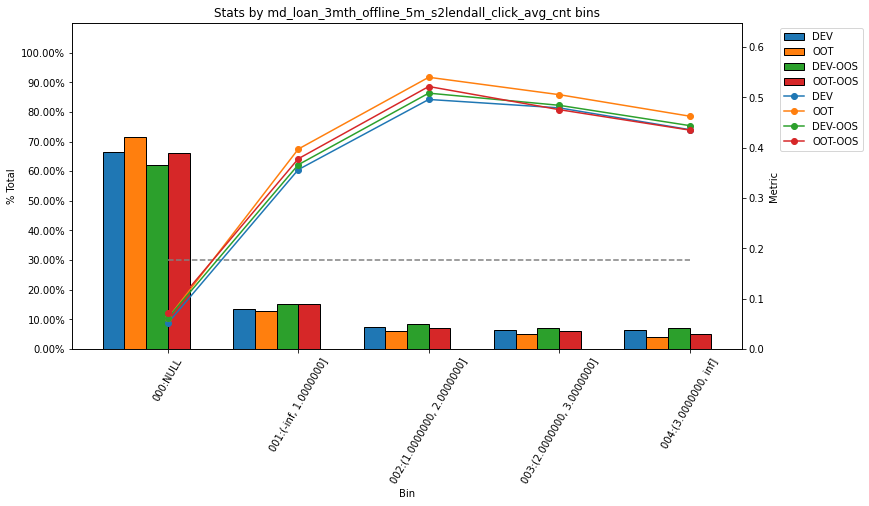 Stats by md_loan_3mth_offline_5m_s2lendall_click_avg_cnt bins
% Total
100.00%
90.00%
80.00%
70.00%
60.00%
50.00%
40.00%
30.00%
20.00%
10.00%
0.00%
000:NULL
001:(-inf, 1.0000000]
002:(1.0000000, 2.0000000]
003:(2.0000000, 3.0000000]
004:(3.0000000, inf]
Bin
0.6
0.5
0.4
0.3
0.2
0.1
0.0
Metric
DEV
OOT
DEV-OOS
OOT-OOS
DEV
OOT
DEV-OOS
OOT-OOS